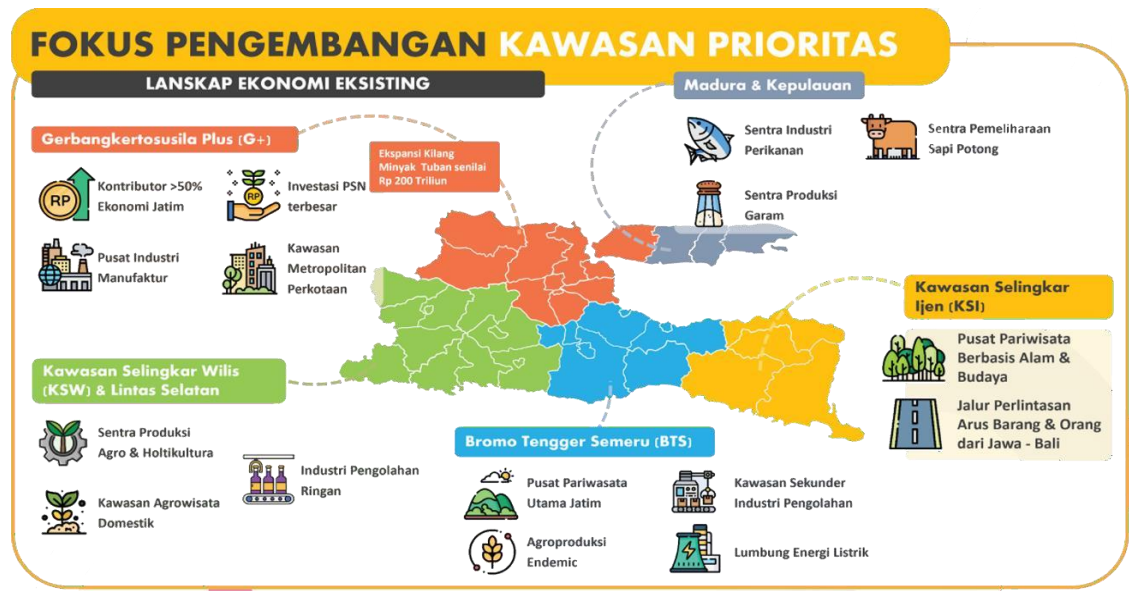 FOKUS PENGEMBANGAN KAWASAN PRIORITAS
LANSKAP EKONOMI EKSISTING
Gerbangkertosusila Plus (G+)
RP
Kontributor >50%
Ekonomi Jatim
RP
Investasi PSN
terbesar
Pusat Industri
Manufaktur
Kawasan
Metropolitan
Perkotaan
Ekspansi Kilang
Minyak Tuban senilai
Rp 200 Triliun
Madura & Kepulauan
Sentra Industri
Perikanan
Sentra Pemeliharaan
Sapi Potong
Sentra Produksi
Garam
Kawasan Selingkar
Ijen (KSI)
Pusat Pariwisata
Berbasis Alam &
Budaya
Jalur Perlintasan
Arus Barang & Orang
dari Jawa - Bali
Kawasan Selingkar Wilis
(KSW) & Lintas Selatan
Sentra Produksi
Agro & Holtikultura
Industri Pengolahan
Ringan
Kawasan Agrowisata
Domestik
Bromo Tengger Semeru (BTS)
Pusat Pariwasata
Utama Jatim
Kawasan Sekunder
Industri Pengolahan
Agroproduksi
Endemic
Lumbung Energi Listrik